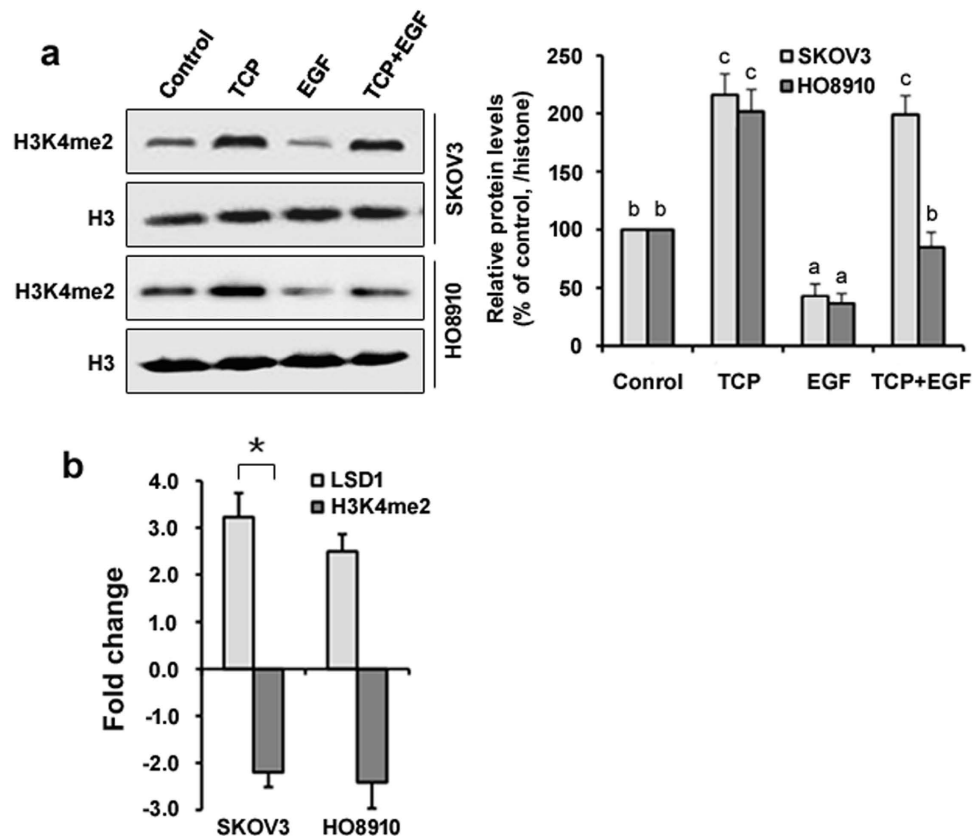 a
Control TCP EGF TCP+EGF
H3K4me2
H3
SKOV3
H3K4me2
H3
HO8910
Relative protein levels
(% of control, /histone)
250
200
150
100
50
0
SKOV3
HO8910
b b
c c
a a
c b
Conrol TCP EGF TCP+EGF
b
Fold change
4.0
3.0
2.0
1.0
0.0
-1.0
-2.0
-3.0
*
LSD1
H3K4me2
SKOV3 HO8910